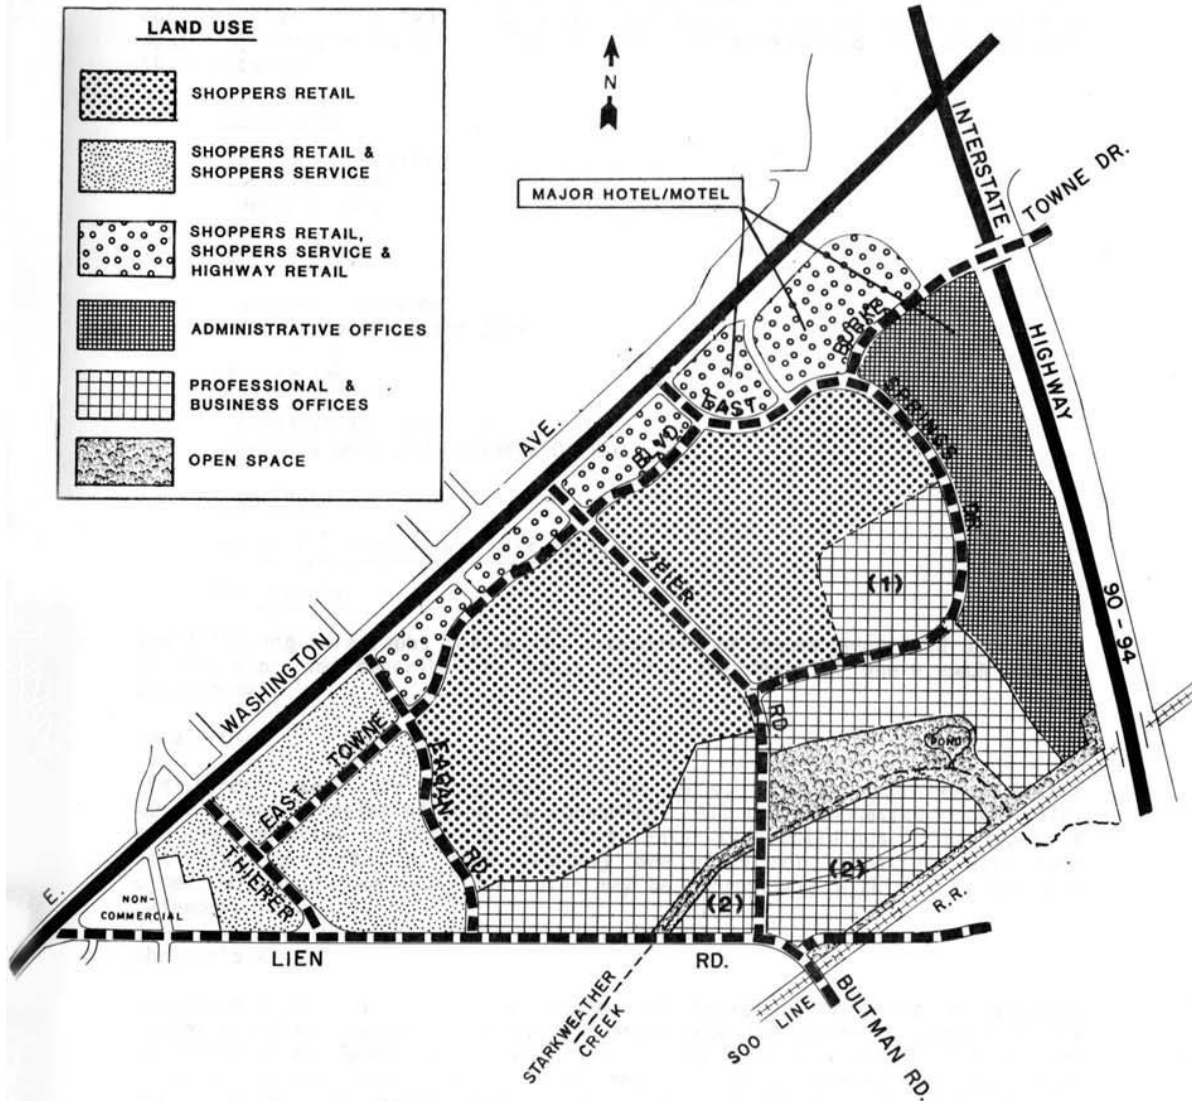 LAND USE
SHOPPERS RETAIL
SHOPPERS RETAIL &
SHOPPERS SERVICE
SHOPPERS RETAIL,
SHOPPERS SERVICE &
HIGHWAY RETAIL
ADMINISTRATIVE OFFICES
PROFESSIONAL &
BUSINESS OFFICES
OPEN SPACE
N
MAJOR HOTEL/MOTEL
INTERSTATE
HIGHWAY
90 - 94
TOWNE DR.
BURKE
EAST
SPRINGS
DR.
BLVD.
AVE.
WASHINGTON
E.
ZEIER
RD
(1)
EAST TOWNE
EAGAN
RD.
THIERER
NON-
COMMERCIAL
POND
(2)
(2)
LIEN
RD.
R.R.
SOO LINE
STARKWEATHER
CREEK
BULTMAN RD.